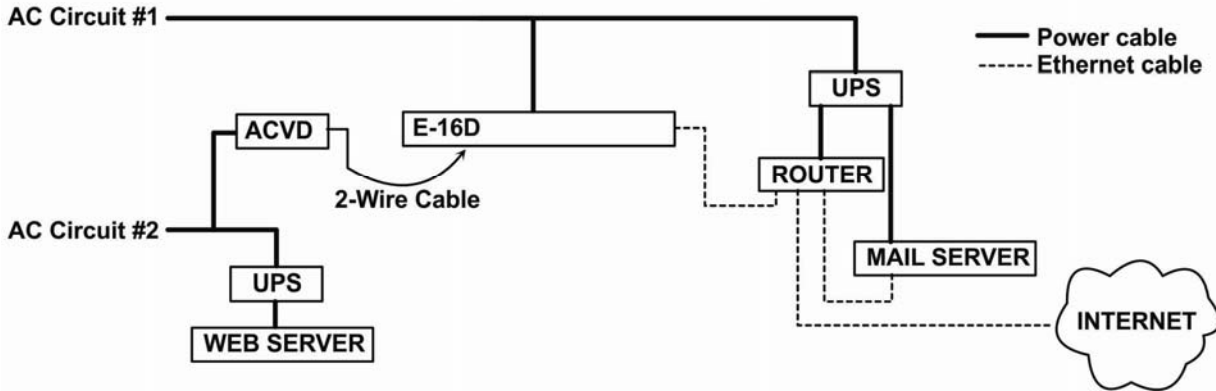 AC Circuit #1
Power cable
Ethernet cable
UPS
ACVD
E-16D
ROUTER
2-Wire Cable
AC Circuit #2
MAIL SERVER
UPS
INTERNET
WEB SERVER